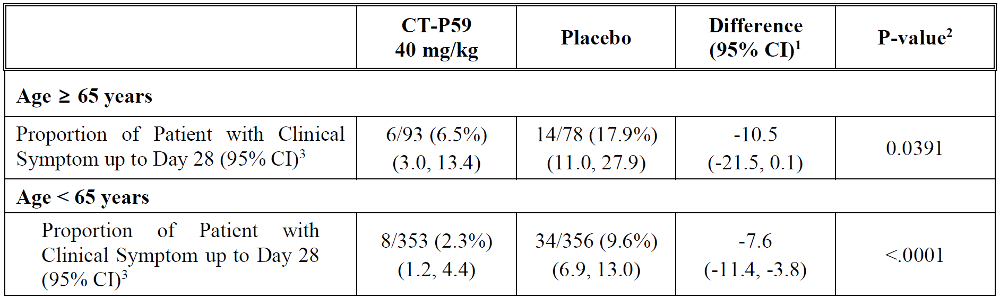 CT-P59
40 mg/kg
Placebo
Difference
(95% CI)1
P-value2
Age ≥ 65 years
Proportion of Patient with Clinical
Symptom up to Day 28 (95% CI)3
6/93 (6.5%)
(3.0, 13.4)
14/78 (17.9%)
(11.0, 27.9)
-10.5
(-21.5, 0.1)
0.0391
Age < 65 years
Proportion of Patient with
Clinical Symptom up to Day 28
(95% CI)3
8/353 (2.3%)
(1.2, 4.4)
34/356 (9.6%)
(6.9, 13.0)
-7.6
(-11.4, -3.8)
<.0001